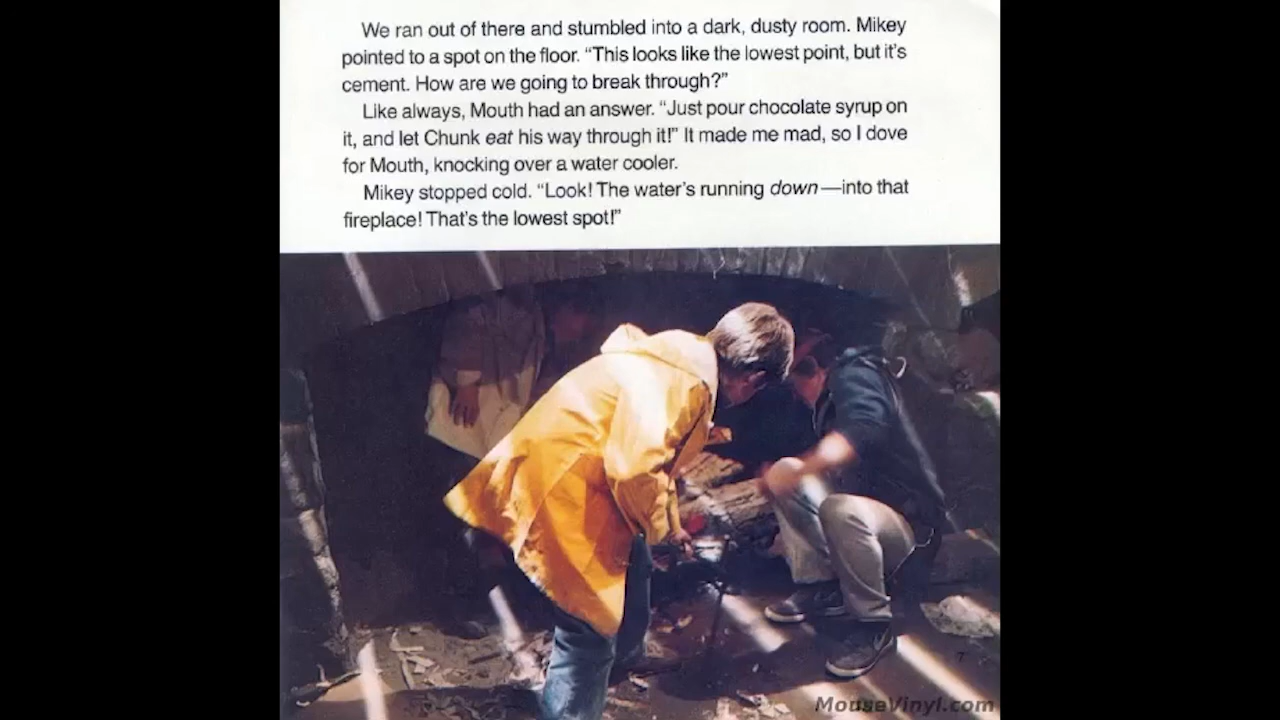 We ran out of there and stumbled into a dark, dusty room. Mikey
pointed to a spot on the floor. “This looks like the lowest point, but it’s
cement. How are we going to break through?”
Like always, Mouth had an answer. “Just pour chocolate syrup on
it, and let Chunk eat his way through it!” It made me mad, so I dove
for Mouth, knocking over a water cooler.
Mikey stopped cold. “Look! The water’s running down—into that
fireplace! That’s the lowest spot!”
7
MouseVinyl.com